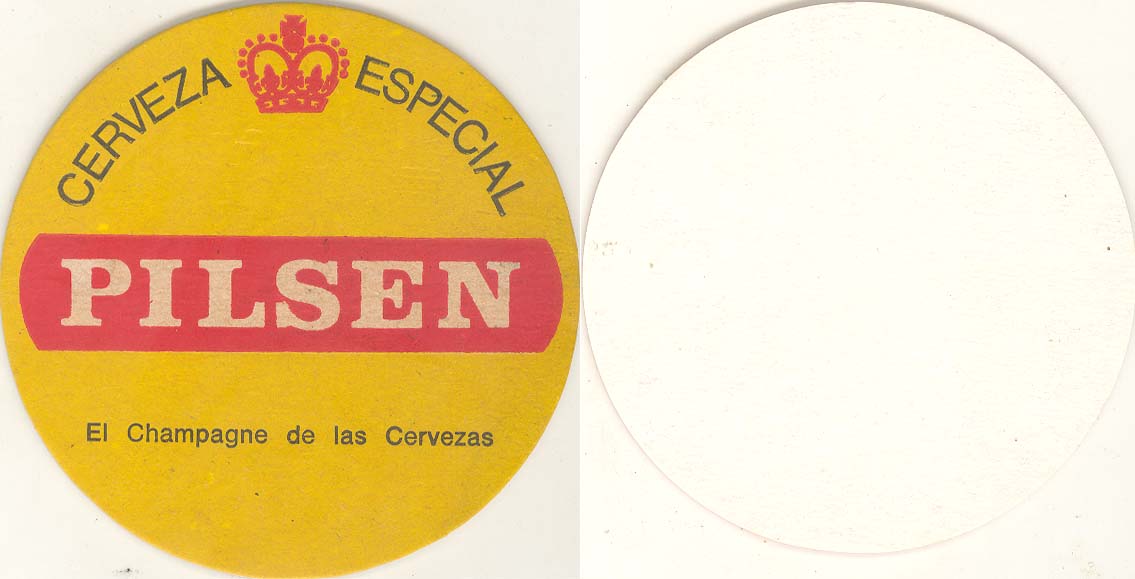 CERVEZA ESPECIAL
PILSEN
El Champagne de las Cervezas